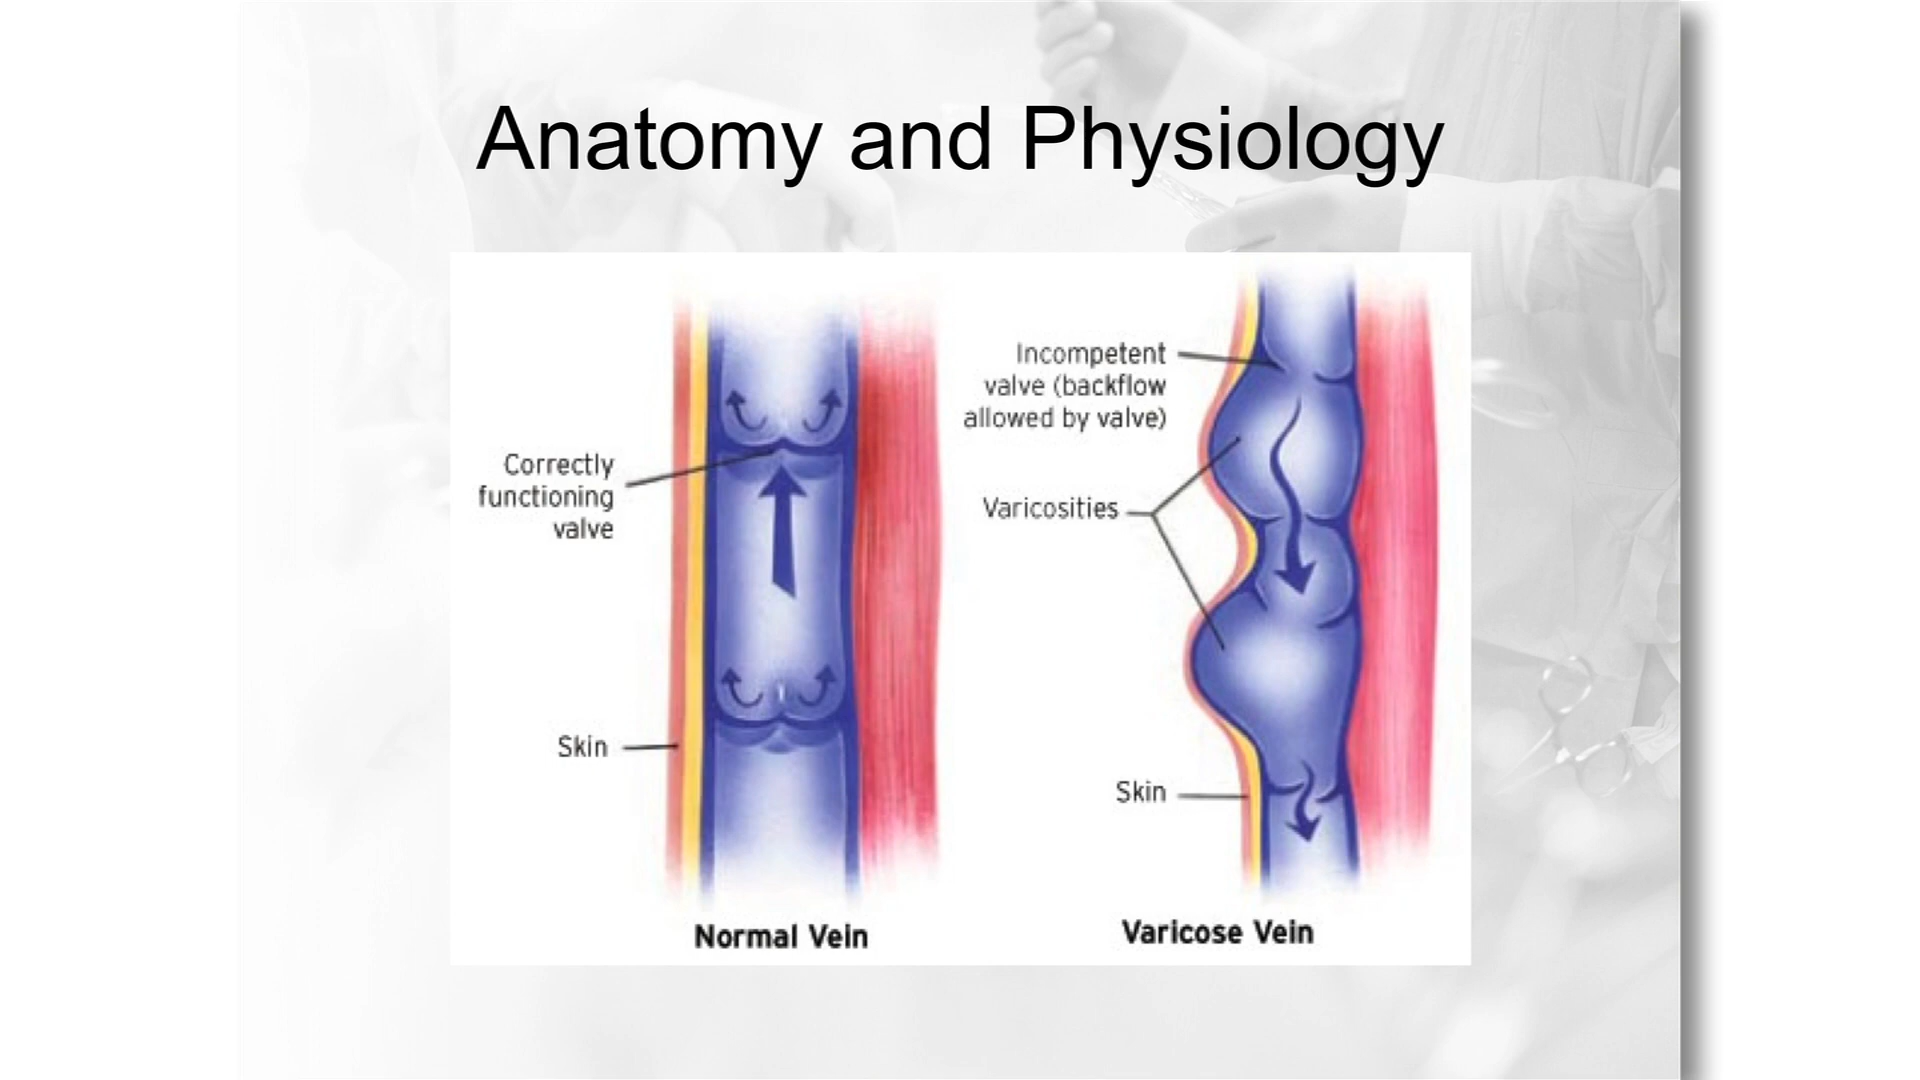 Anatomy and Physiology
Correctly
functioning
valve
Skin
Normal Vein
Incompetent
valve (backflow
allowed by valve)
Varicosities
Skin
Varicose Vein